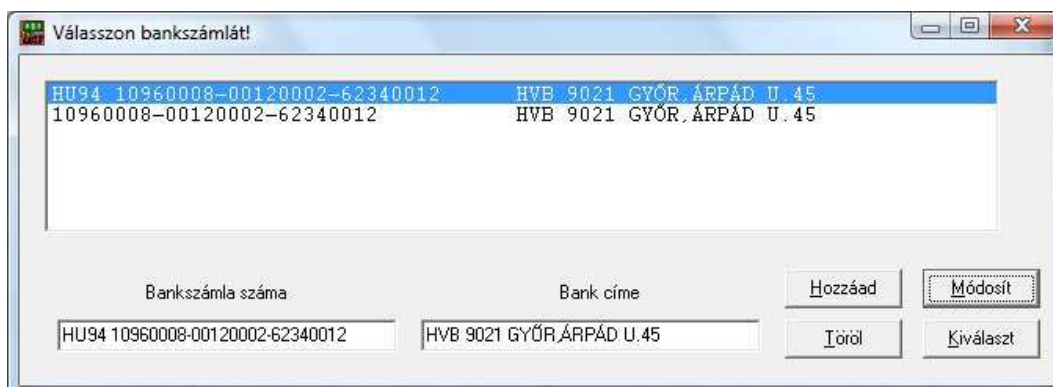 Válasszon bankszámlát!
HU94 10960008-00120002-62340012 HVB 9021 GYŐR,ÁRPÁD U.45
10960008-00120002-62340012 HVB 9021 GYŐR,ÁRPÁD U.45
Bankszámla száma Bank címe Hozzáad Módosít
HU94 10960008-00120002-62340012 HVB 9021 GYŐR,ÁRPÁD U.45 Töröl Kiválaszt